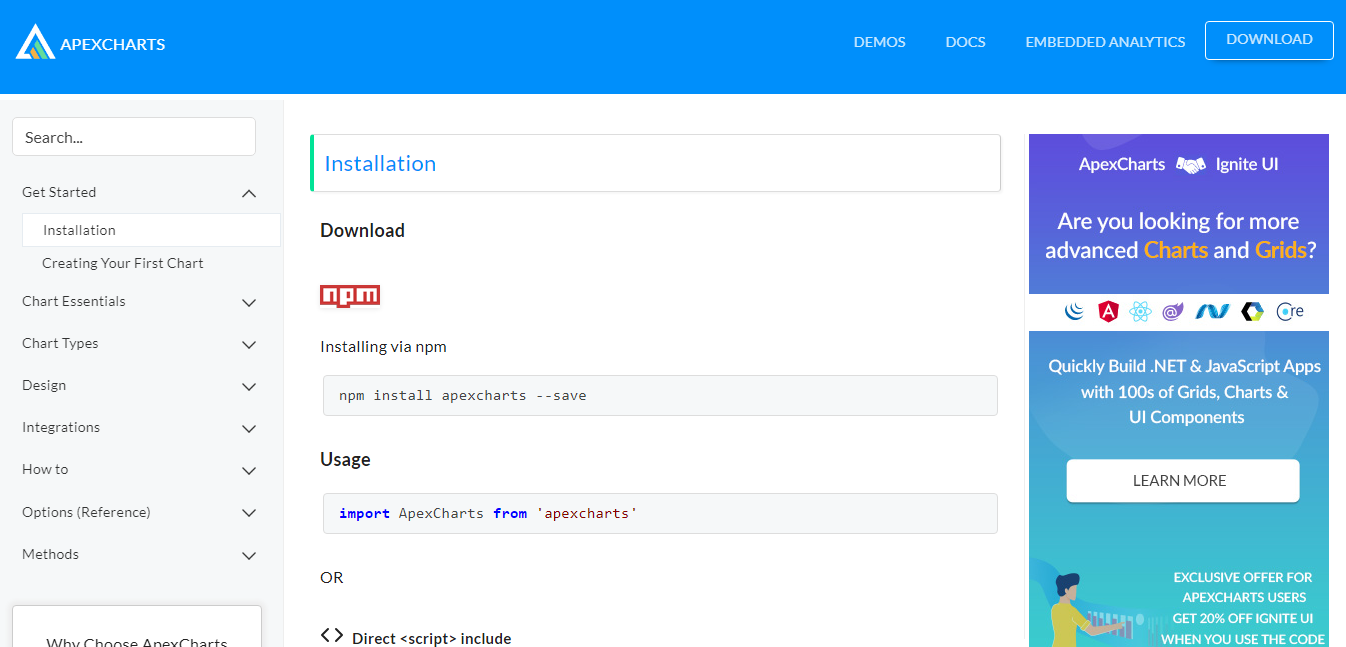 APEXCHARTS
DEMOS
DOCS
EMBEDDED ANALYTICS
DOWNLOAD
Search...
Get Started
Installation
Creating Your First Chart
Chart Essentials
Chart Types
Design
Integrations
How to
Options (Reference)
Methods
Why Choose ApexCharts
Installation
Download
npm
Installing via npm
npm install apexcharts --save
Usage
import ApexCharts from 'apexcharts'
OR
Direct <script> include
ApexCharts Ignite UI
Are you looking for more
advanced Charts and Grids?
A
@
Core
Quickly Build .NET & JavaScript Apps
with 100s of Grids, Charts &
UI Components
LEARN MORE
EXCLUSIVE OFFER FOR
APEXCHARTS USERS
GET 20% OFF IGNITE UI
WHEN YOU USE THE CODE